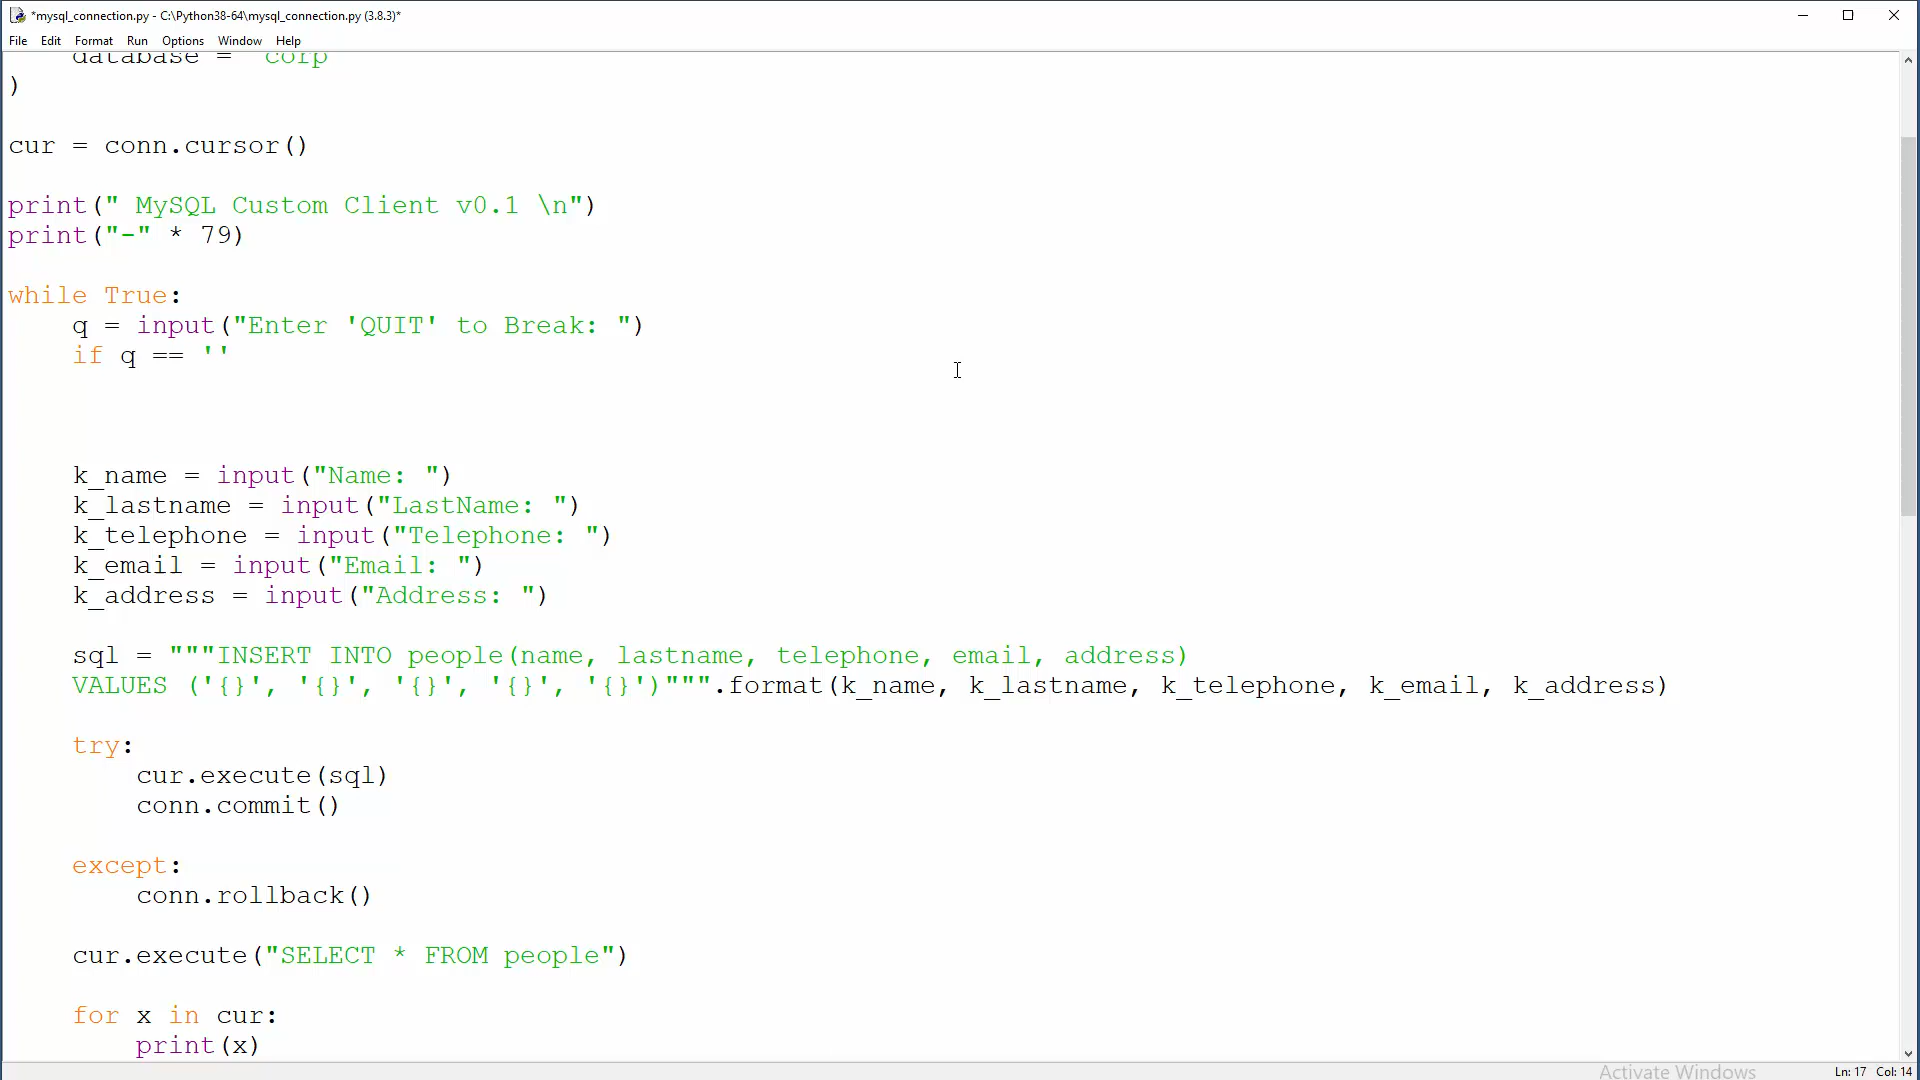 *mysql_connection.py - C:\Python38-64\mysql_connection.py (3.8.3)*
File Edit Format Run Options Window Help
    database = "corp"
)

cur = conn.cursor()

print(" MySQL Custom Client v0.1 \n")
print("-" * 79)

while True:
    q = input("Enter 'QUIT' to Break: ")
    if q == ''

    k_name = input("Name: ")
    k_lastname = input("LastName: ")
    k_telephone = input("Telephone: ")
    k_email = input("Email: ")
    k_address = input("Address: ")

    sql = """INSERT INTO people(name, lastname, telephone, email, address)
    VALUES ('{}', '{}', '{}', '{}', '{}')""".format(k_name, k_lastname, k_telephone, k_email, k_address)

    try:
        cur.execute(sql)
        conn.commit()

    except:
        conn.rollback()

    cur.execute("SELECT * FROM people")

    for x in cur:
        print(x)
Activate Windows
Ln: 17 Col: 14